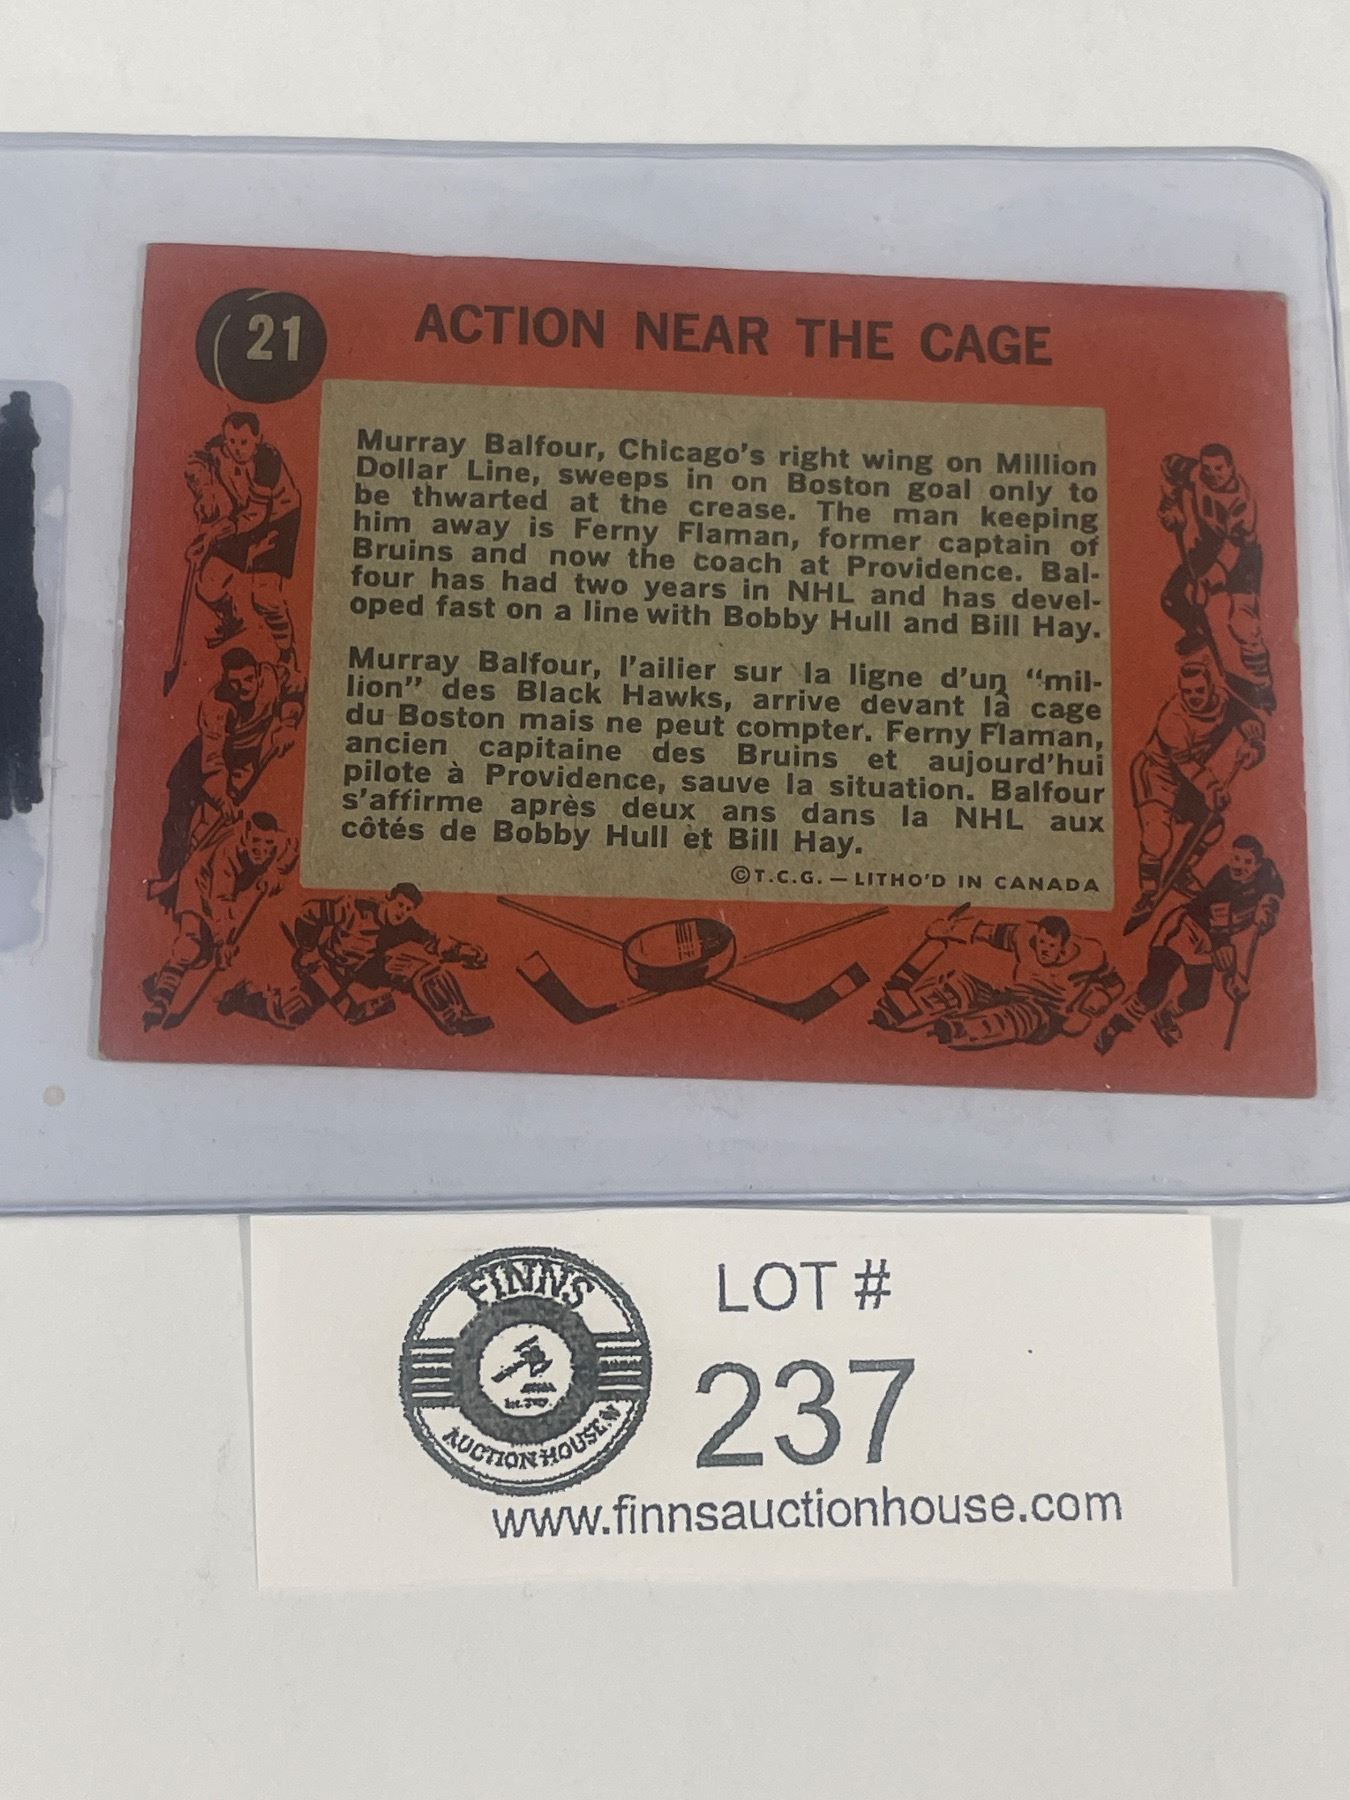 21
ACTION NEAR THE CAGE
Murray Balfour, Chicago's right wing on Million
Dollar Line, sweeps in on Boston goal only to
be thwarted at the crease. The man keeping
him away is Ferny Flaman, former captain of
Bruins and now the coach at Providence. Bal-
four has had two years in NHL and has devel-
oped fast on a line with Bobby Hull and Bill Hay.
Murray Balfour, l'ailier sur la ligne d'un "mil-
lion" des Black Hawks, arrive devant là cage
du Boston mais ne peut compter. Ferny Flaman,
ancien capitaine des Bruins et aujourd'hui
pilote à Providence, sauve la situation. Balfour
s'affirme après deux ans dans la NHL aux
côtés de Bobby Hull et Bill Hay.
©T.C.G. — LITHO'D IN CANADA
FINNS
AUCTION HOUSE
LOT #
237
www.finnsauctionhouse.com